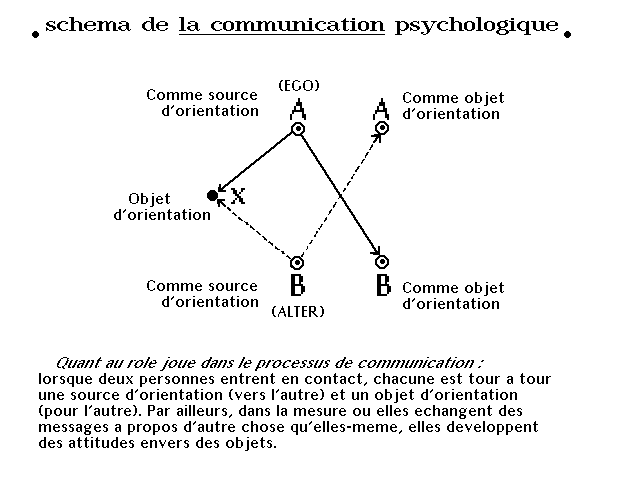 schema de la communication psychologique
(EGO)
Comme source
d'orientation
A
A
Comme objet
d'orientation
Objet
d'orientation
X
Comme source
d'orientation
B
(ALTER)
B
Comme objet
d'orientation
Quant au role joue dans le processus de communication :
lorsque deux personnes entrent en contact, chacune est tour a tour
une source d'orientation (vers l'autre) et un objet d'orientation
(pour l'autre). Par ailleurs, dans la mesure ou elles echangent des
messages a propos d'autre chose qu'elles-meme, elles developpent
des attitudes envers des objets.